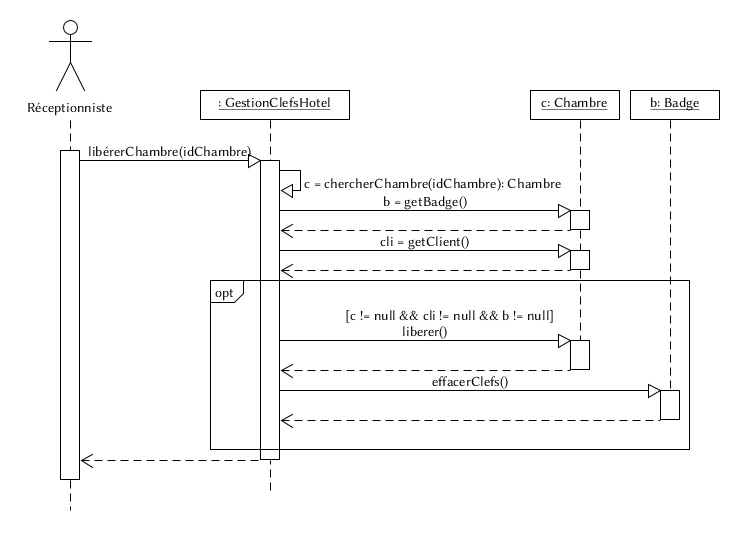 : GestionClefsHotel
c: Chambre
b: Badge
Réceptionniste
libérerChambre(idChambre)
c = chercherChambre(idChambre): Chambre
b = getBadge()
cli = getClient()
opt
[c != null && cli != null && b != null]
liberer()
effacerClefs()